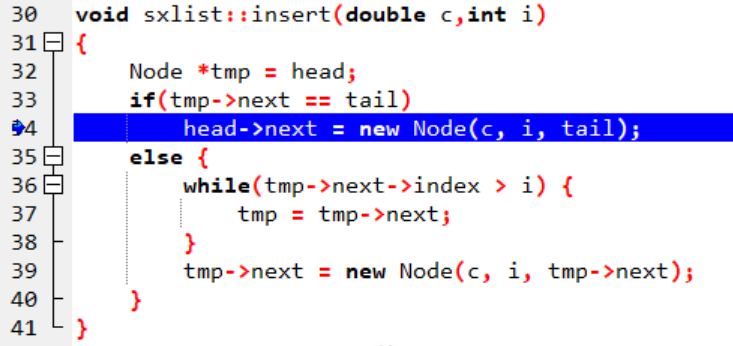 30 void sxlist::insert(double c,int i)
31 {
32 Node *tmp = head;
33 if(tmp->next == tail)
34 head->next = new Node(c, i, tail);
35 else {
36 while(tmp->next->index > i) {
37 tmp = tmp->next;
38 }
39 tmp->next = new Node(c, i, tmp->next);
40 }
41 }